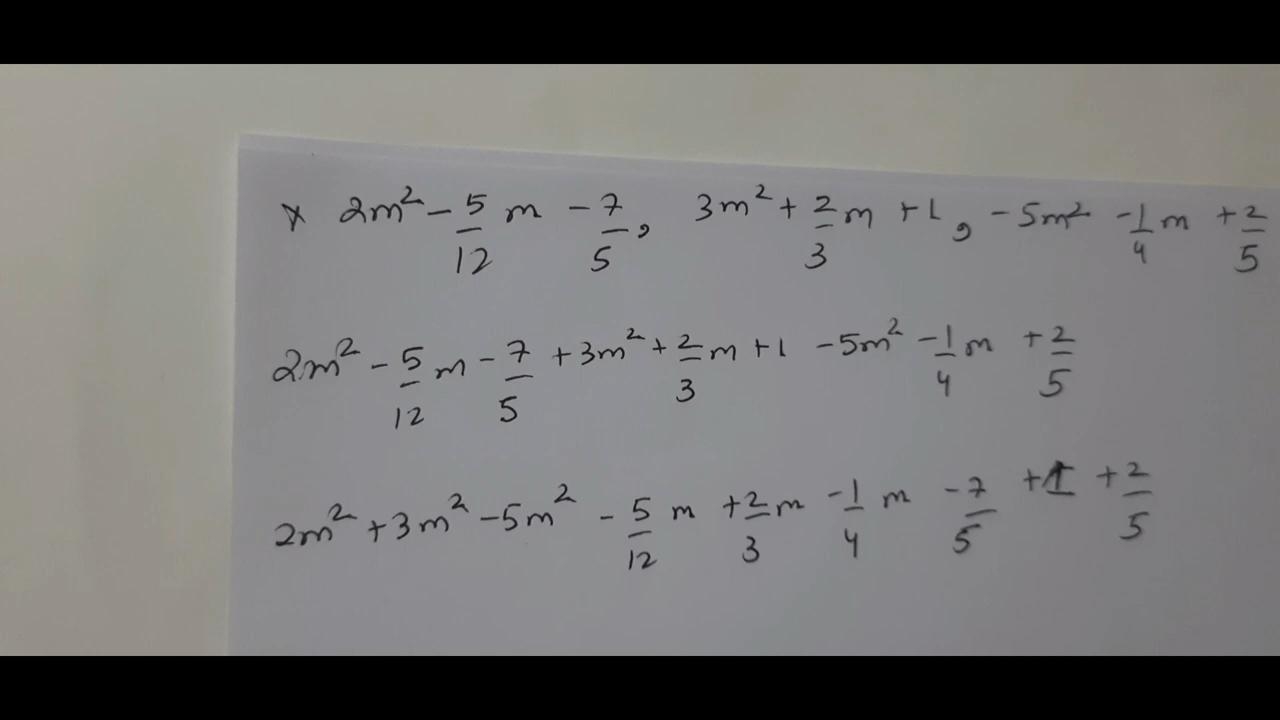 x 2m² - 5/12 m - 7/5, 3m² + 2/3 m + 1, - 5m² - 1/4 m + 2/5
2m² - 5/12 m - 7/5 + 3m² + 2/3 m + 1 - 5m² - 1/4 m + 2/5
2m² + 3m² - 5m² - 5/12 m + 2/3 m - 1/4 m - 7/5 + 1 + 2/5